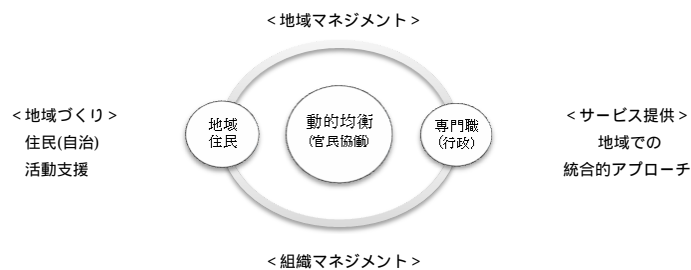 ＜地域マネジメント＞
＜地域づくり＞
住民(自治)
活動支援
地域
住民
動的均衡
(官民協働)
専門職
(行政)
＜サービス提供＞
地域での
統合的アプローチ
＜組織マネジメント＞